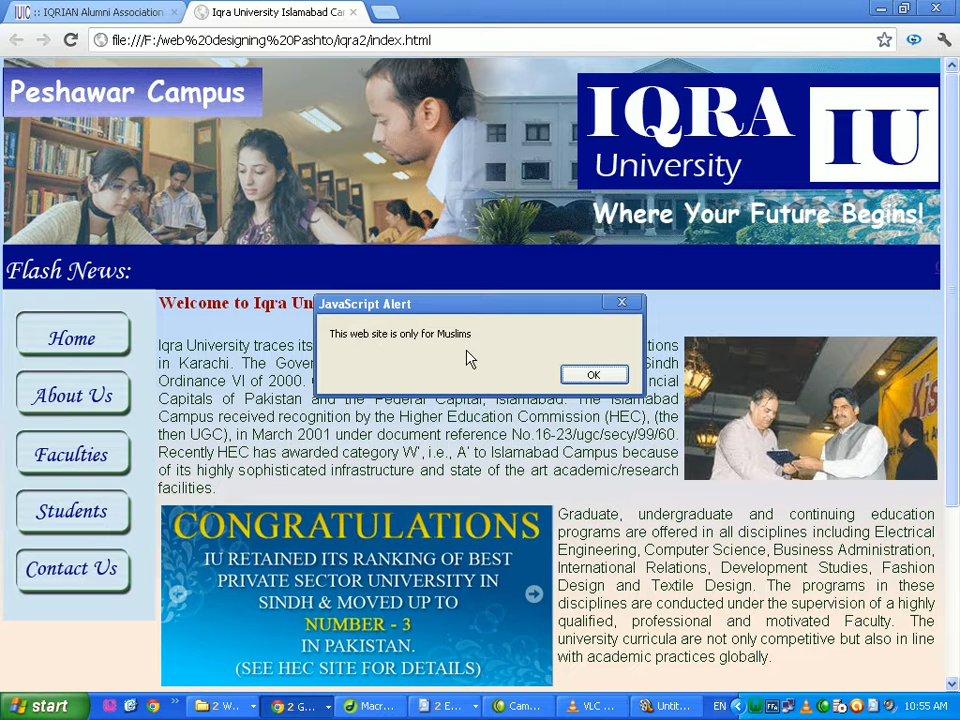 IUIC :: IQRIAN Alumni Association
Iqra University Islamabad Ca
file:///F:/web%20designing%20Pashto/iqra2/index.html
Peshawar Campus
IQRA
University
IU
Where Your Future Begins!
Flash News:
Home
About Us
Faculties
Students
Contact Us
Welcome to Iqra Un
JavaScript Alert
This web site is only for Muslims
OK
Iqra University traces its
in Karachi. The Gover Sindh
Ordinance VI of 2000.
Capitals of Pakistan and the Federal Capital, Islamabad. The Islamabad
Campus received recognition by the Higher Education Commission (HEC), (the
then UGC), in March 2001 under document reference No.16-23/ugc/secy/99/60.
Recently HEC has awarded category W', i.e., A' to Islamabad Campus because
of its highly sophisticated infrastructure and state of the art academic/research
facilities.
CONGRATULATIONS
IU RETAINED ITS RANKING OF BEST
PRIVATE SECTOR UNIVERSITY IN
SINDH & MOVED UP TO
NUMBER - 3
IN PAKISTAN.
(SEE HEC SITE FOR DETAILS)
Graduate, undergraduate and continuing education
programs are offered in all disciplines including Electrical
Engineering, Computer Science, Business Administration,
International Relations, Development Studies, Fashion
Design and Textile Design. The programs in these
disciplines are conducted under the supervision of a highly
qualified, professional and motivated Faculty. The
university curricula are not only competitive but also in line
with academic practices globally.
start
2 W...
2 G...
Macr...
2 E...
Cam...
VLC ...
Untit...
EN
10:55 AM